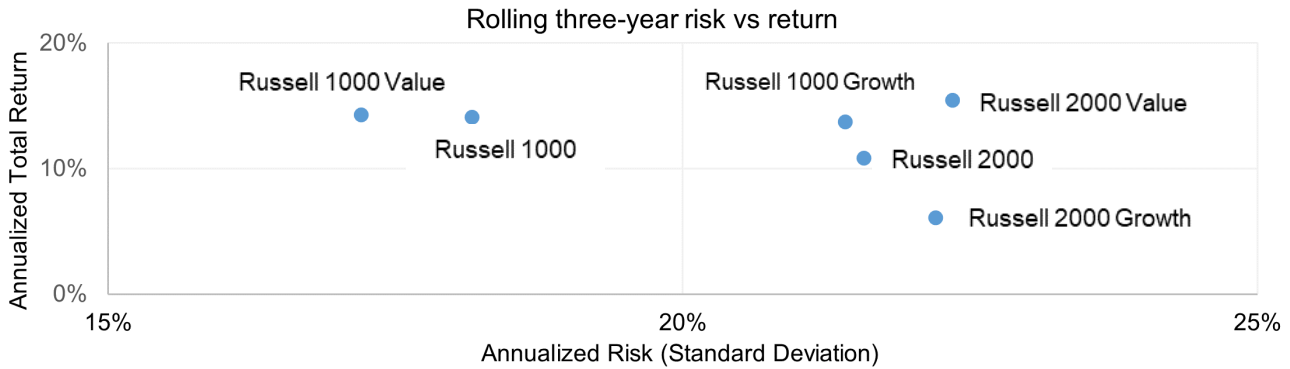 Rolling three-year risk vs return
Annualized Total Return
20%
10%
0%
Russell 1000 Value
Russell 1000
Russell 1000 Growth
Russell 2000 Value
Russell 2000
Russell 2000 Growth
15%
20%
25%
Annualized Risk (Standard Deviation)